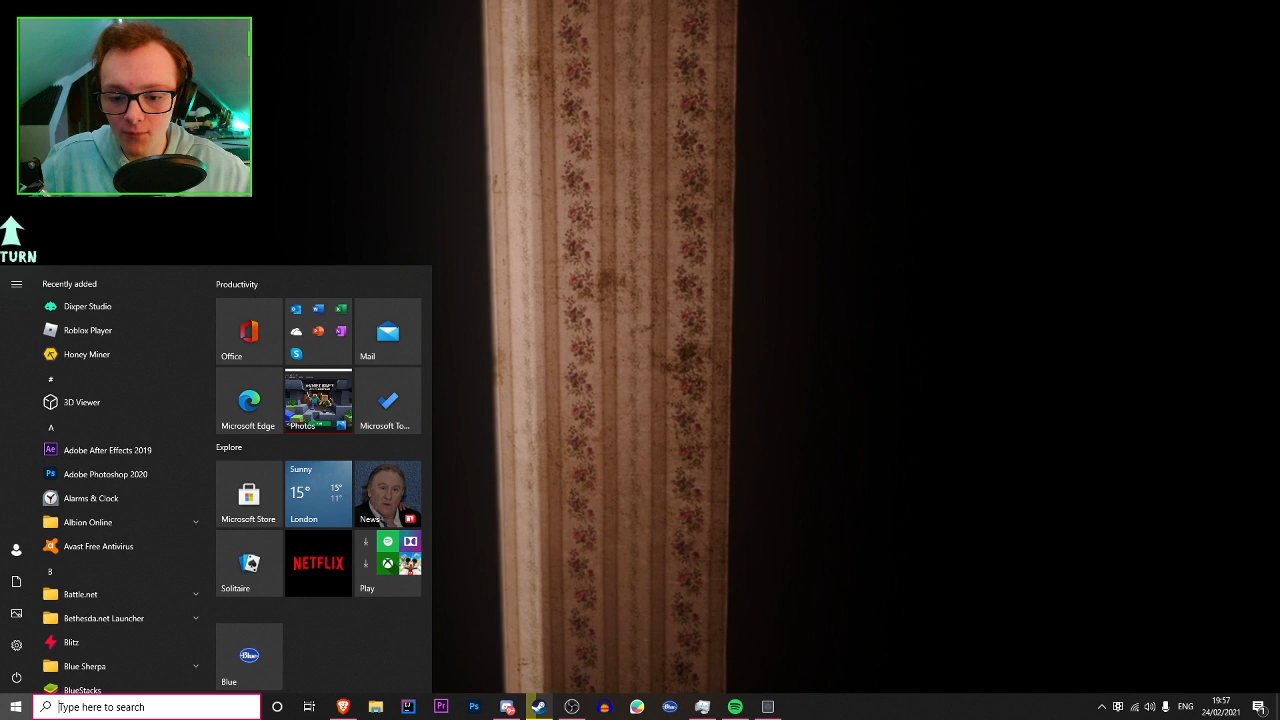 TURN
Recently added
Dixper Studio
Roblox Player
Honey Miner
#
3D Viewer
A
Adobe After Effects 2019
Adobe Photoshop 2020
Alarms & Clock
Albion Online
Avast Free Antivirus
B
Battle.net
Bethesda.net Launcher
Blitz
Blue Sherpa
BlueStacks
Productivity
Office
Mail
Microsoft Edge
Photos
Microsoft To...
Explore
Microsoft Store
Sunny
15° 15°
11°
London
News
Solitaire
NETFLIX
Play
Blue
Type here to search
ENG
19:57
24/02/2021